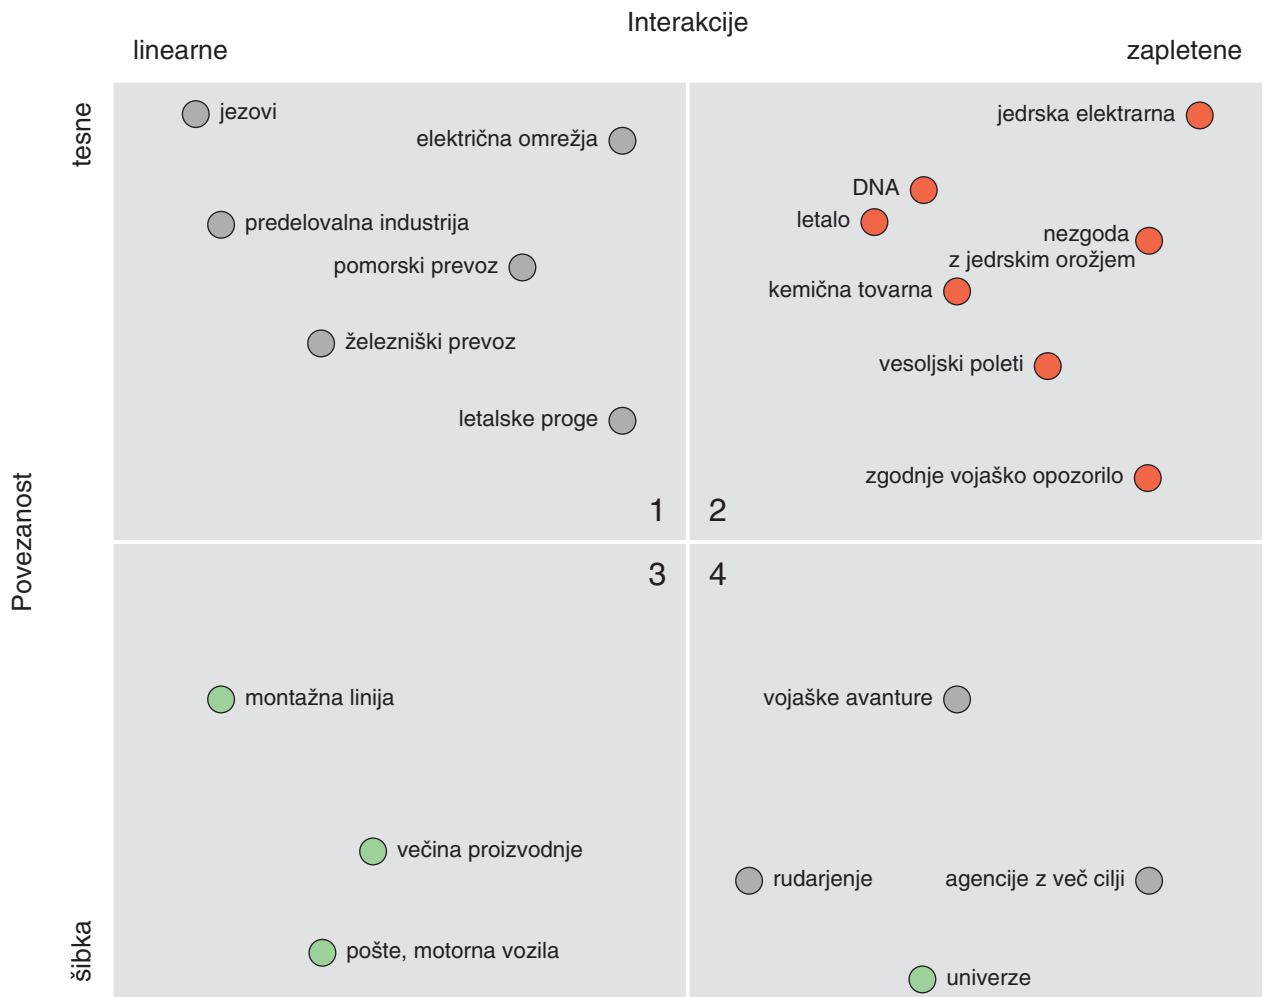 Interakcije
linearne
zapletene
tesne
Povezanost
šibka
jezovi
električna omrežja
predelovalna industrija
pomorski prevoz
železniški prevoz
letalske proge
1
jedrska elektrarna
DNA
letalo
nezgoda
z jedrskim orožjem
kemična tovarna
vesoljski poleti
zgodnje vojaško opozorilo
2
3
montažna linija
večina proizvodnje
pošte, motorna vozila
4
vojaške avanture
rudarjenje
agencije z več cilji
univerze